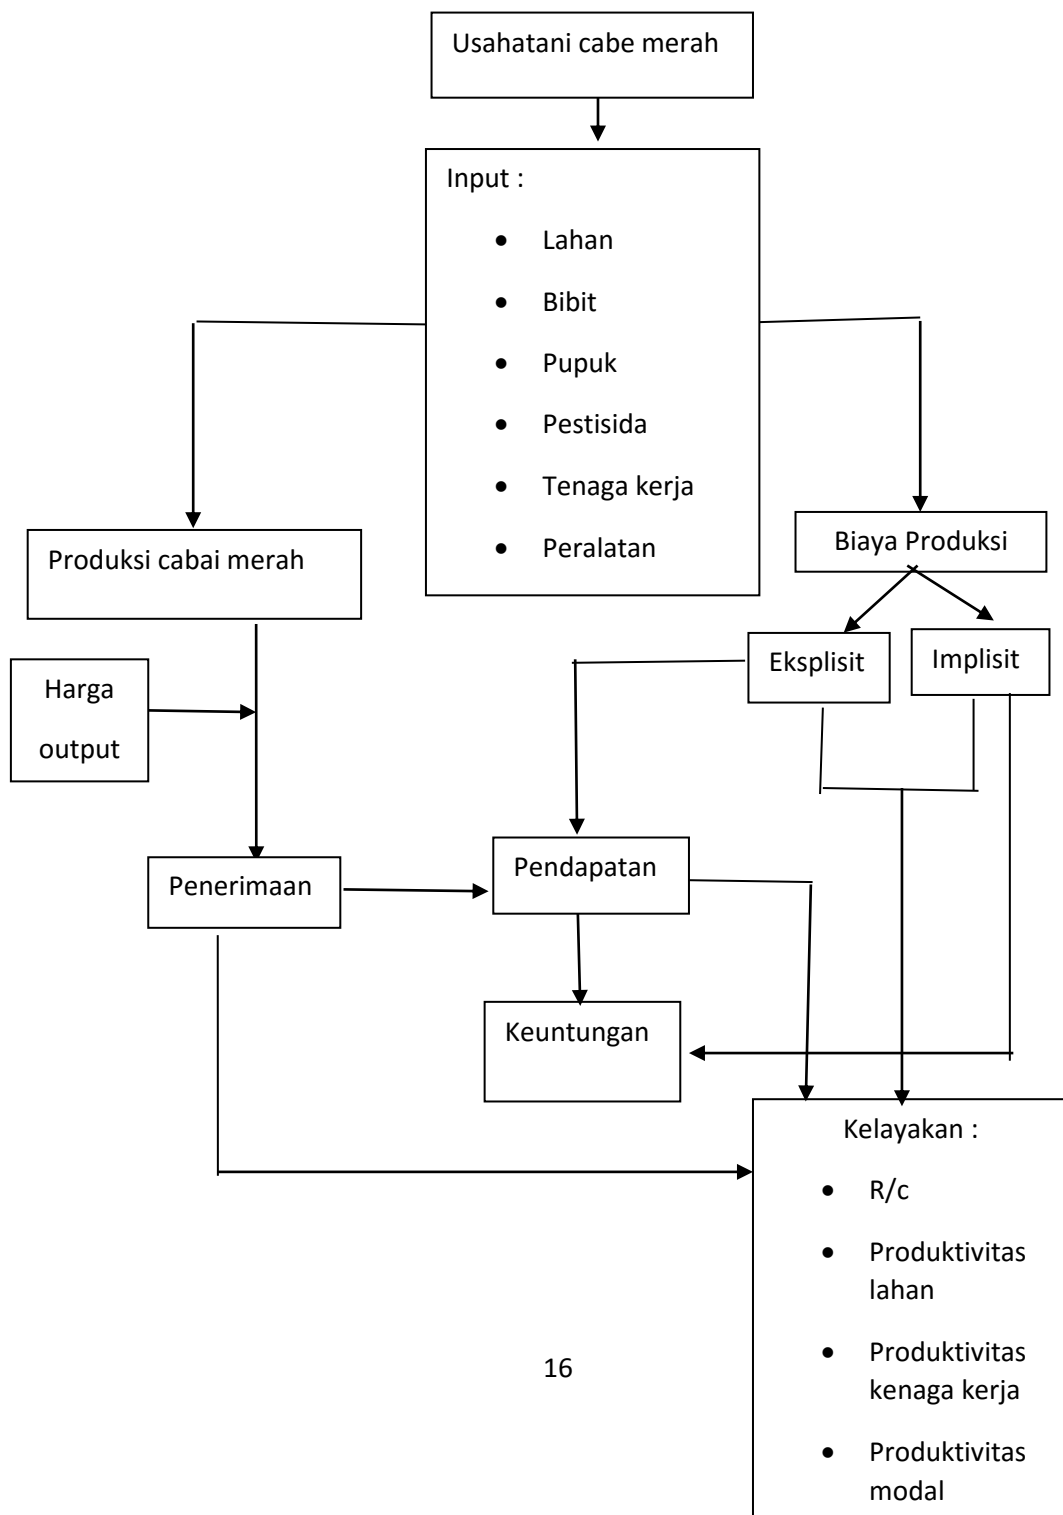 Usahatani cabe merah
Input :
• Lahan
• Bibit
• Pupuk
• Pestisida
• Tenaga kerja
• Peralatan
Produksi cabai merah
Biaya Produksi
Harga
output
Eksplisit
Implisit
Penerimaan
Pendapatan
Keuntungan
Kelayakan :
• R/c
• Produktivitas
lahan
• Produktivitas
kenaga kerja
• Produktivitas
modal
16